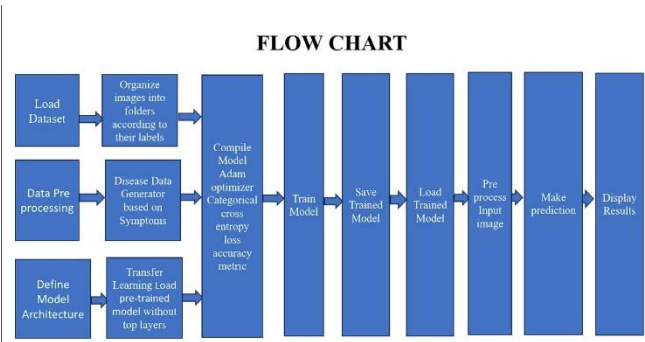 FLOW CHART
Load
Dataset
Organize
images into
folders
according to
their labels
Data Pre
processing
Disease Data
Generator
based on
Symptoms
Define
Model
Architecture
Transfer
Learning Load
pre-trained
model without
top layers
Compile
Model
Adam
optimizer
Categorical
cross
entropy
loss
accuracy
metric
Train
Model
Save
Trained
Model
Load
Trained
Model
Pre
process
Input
image
Make
prediction
Display
Results